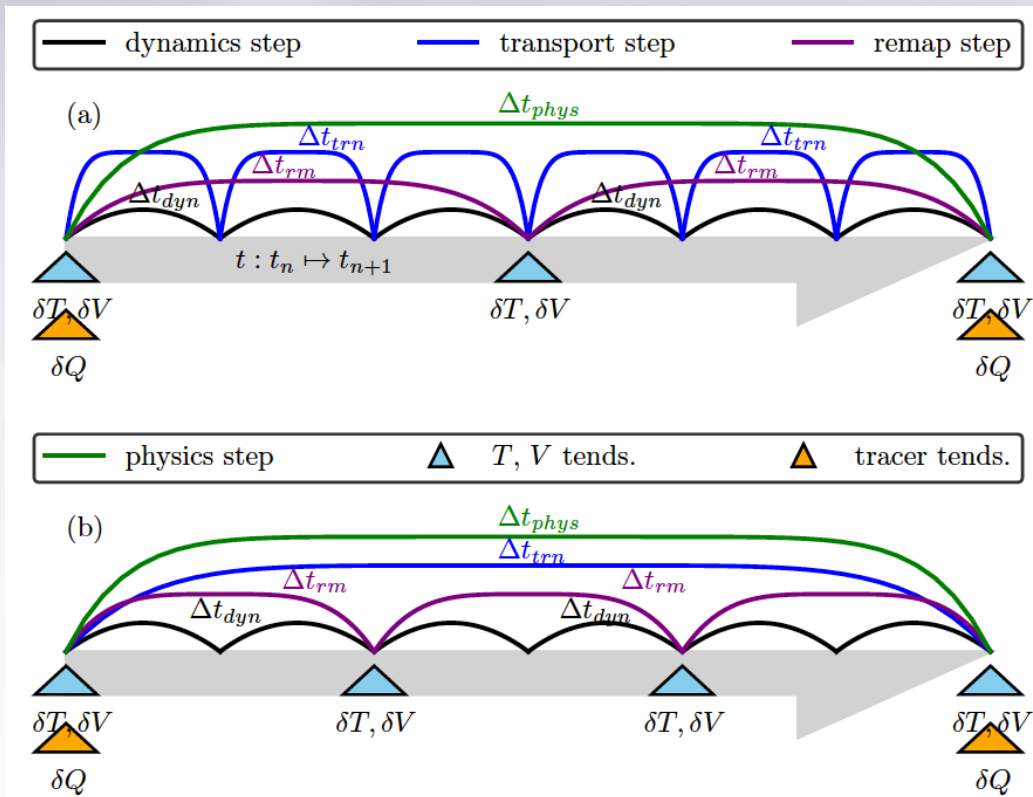 dynamics step transport step remap step
(a)
Δt_phys
Δt_trn Δt_trn
Δt_rm Δt_rm
Δt_dyn Δt_dyn
t : t_n ↦ t_{n+1}
δT, δV δT, δV δT, δV
δQ δQ
physics step T, V tends. tracer tends.
(b)
Δt_phys
Δt_trn
Δt_rm Δt_rm
Δt_dyn Δt_dyn
δT, δV δT, δV δT, δV δT, δV
δQ δQ